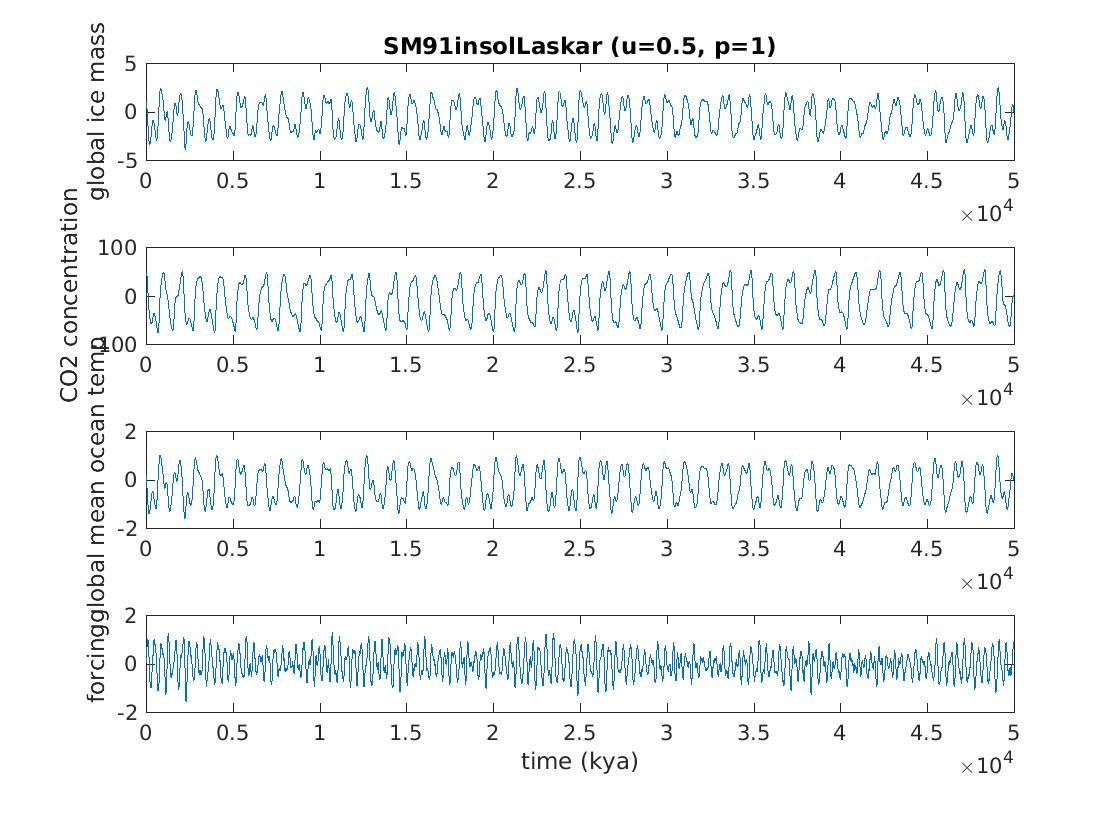 SM91insolLaskar (u=0.5, p=1)
global ice mass
5
0
-5
0 0.5 1 1.5 2 2.5 3 3.5 4 4.5 5
×10^4
CO2 concentration
100
0
-100
0 0.5 1 1.5 2 2.5 3 3.5 4 4.5 5
×10^4
global mean ocean temp
2
0
-2
0 0.5 1 1.5 2 2.5 3 3.5 4 4.5 5
×10^4
forcing
2
0
-2
0 0.5 1 1.5 2 2.5 3 3.5 4 4.5 5
time (kya)
×10^4